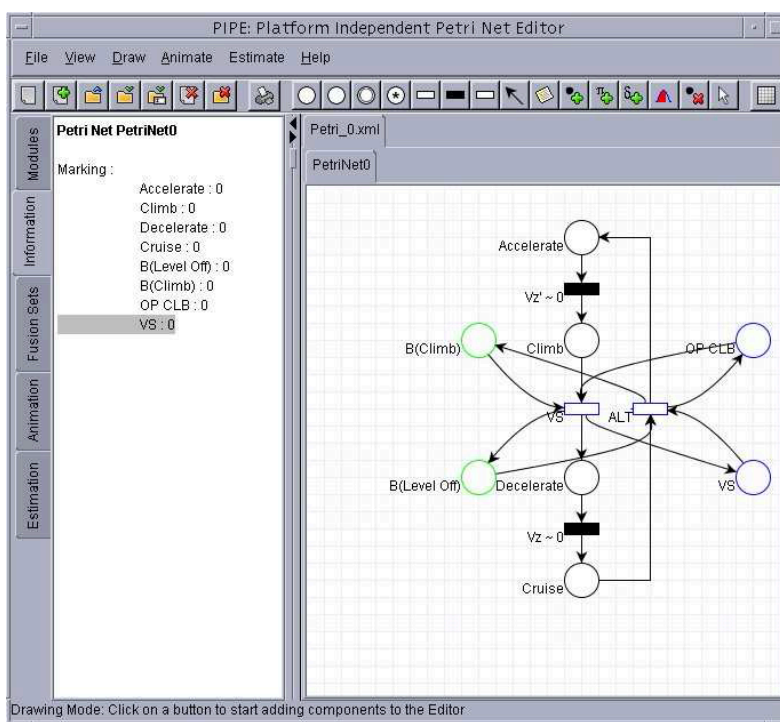 PIPE: Platform Independent Petri Net Editor
File View Draw Animate Estimate Help
Modules
Information
Fusion Sets
Animation
Estimation
Petri Net PetriNet0
Marking :
Accelerate : 0
Climb : 0
Decelerate : 0
Cruise : 0
B(Level Off) : 0
B(Climb) : 0
OP CLB : 0
VS : 0
Petri_0.xml
PetriNet0
Accelerate
Vz' ~ 0
B(Climb)
Climb
OP CLB
VS
ALT
B(Level Off)
Decelerate
VS
Vz ~ 0
Cruise
Drawing Mode: Click on a button to start adding components to the Editor